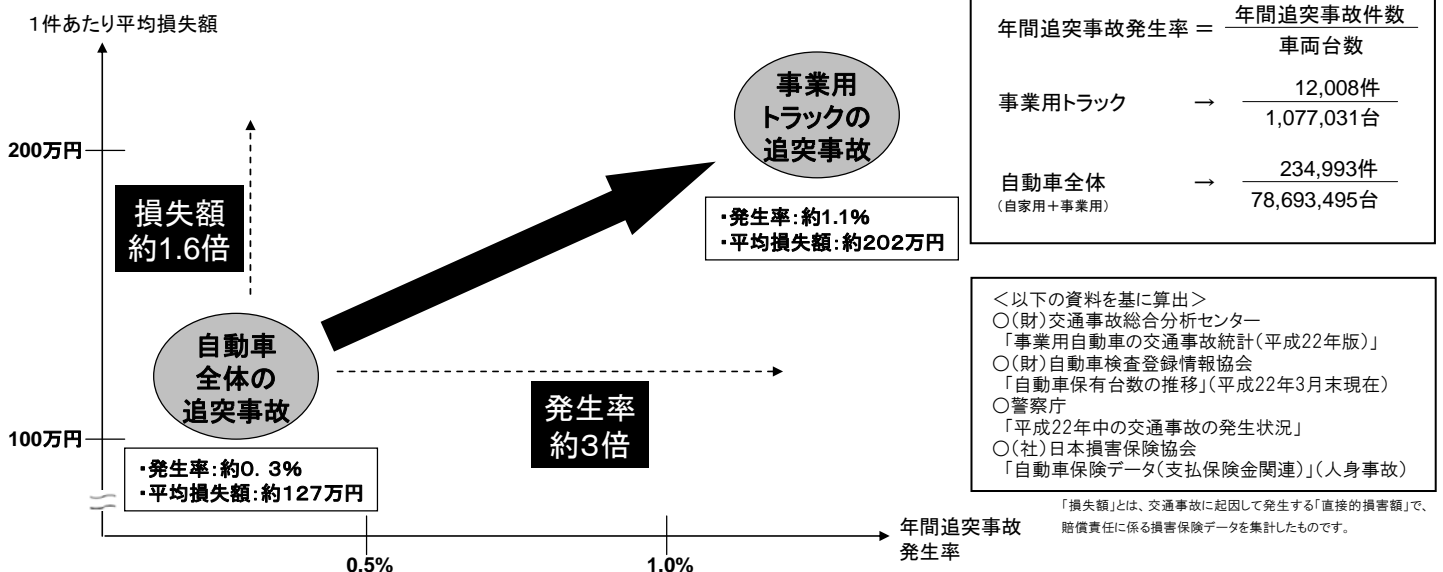 1件あたり平均損失額
200万円
100万円
損失額
約1.6倍
自動車
全体の
追突事故
・発生率:約0.3%
・平均損失額:約127万円
発生率
約3倍
事業用
トラックの
追突事故
・発生率:約1.1%
・平均損失額:約202万円
0.5%
1.0%
年間追突事故
発生率
年間追突事故発生率 = 年間追突事故件数
車両台数
事業用トラック → 12,008件
1,077,031台
自動車全体 → 234,993件
(自家用+事業用) 78,693,495台
<以下の資料を基に算出>
○(財)交通事故総合分析センター
「事業用自動車の交通事故統計(平成22年版)」
○(財)自動車検査登録情報協会
「自動車保有台数の推移」(平成22年3月末現在)
○警察庁
「平成22年中の交通事故の発生状況」
○(社)日本損害保険協会
「自動車保険データ(支払保険金関連)」(人身事故)
「損失額」とは、交通事故に起因して発生する「直接的損害額」で、
賠償責任に係る損害保険データを集計したものです。